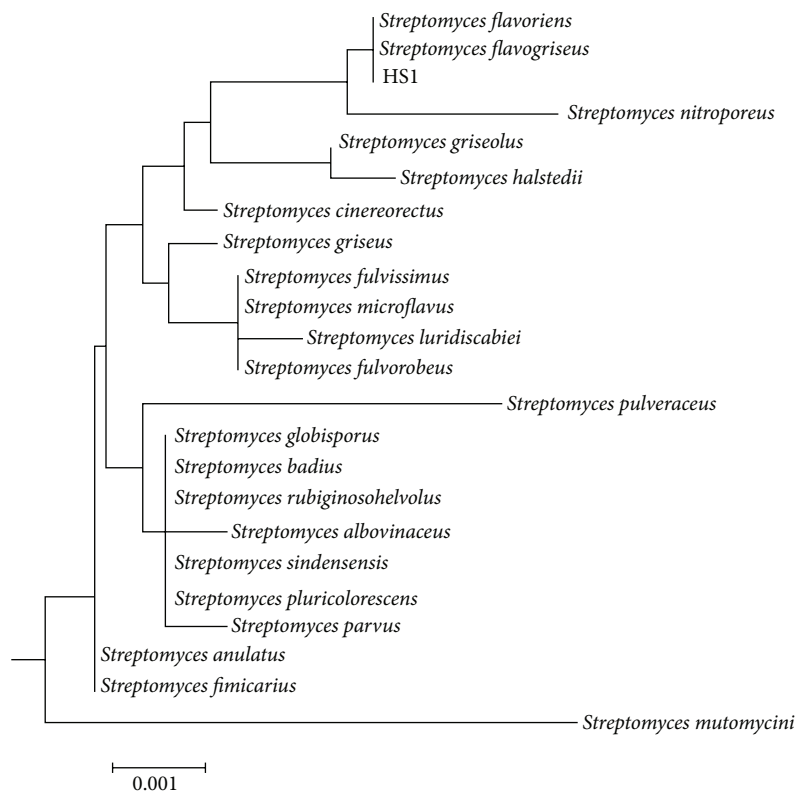 Streptomyces flavoriens
Streptomyces flavogriseus
HS1
Streptomyces nitroporeus
Streptomyces griseolus
Streptomyces halstedii
Streptomyces cinereorectus
Streptomyces griseus
Streptomyces fulvissimus
Streptomyces microflavus
Streptomyces luridiscabiei
Streptomyces fulvorobeus
Streptomyces pulveraceus
Streptomyces globisporus
Streptomyces badius
Streptomyces rubiginosohelvolus
Streptomyces albovinaceus
Streptomyces sindensensis
Streptomyces pluricolorescens
Streptomyces parvus
Streptomyces anulatus
Streptomyces fimicarius
Streptomyces mutomycini
0.001